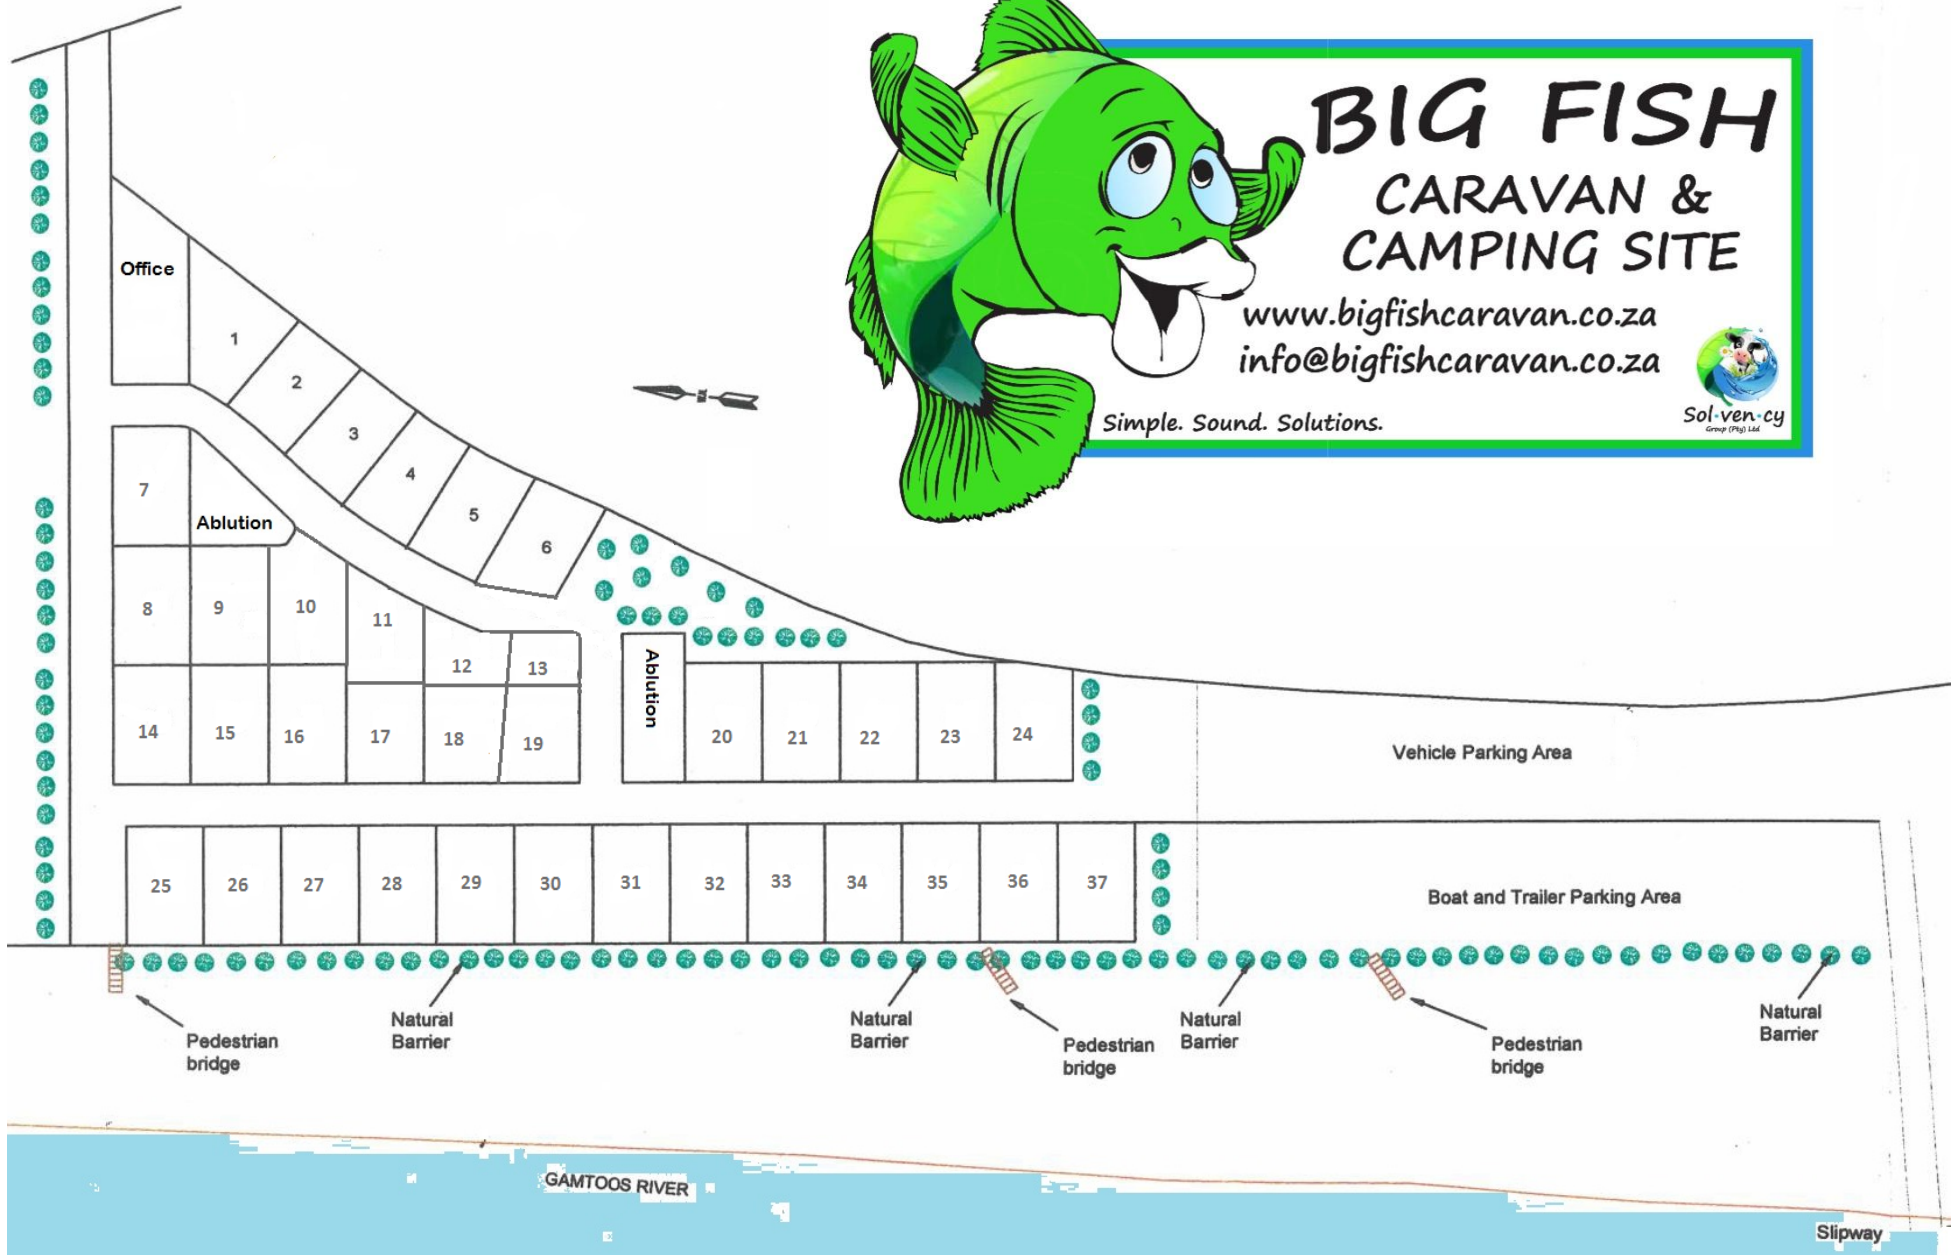 BIG FISH
CARAVAN &
CAMPING SITE
www.bigfishcaravan.co.za
info@bigfishcaravan.co.za
Simple. Sound. Solutions.
Sol·ven·cy
Group (Pty) Ltd
Office
1
2
3
4
5
6
7
Ablution
8
9
10
11
12
13
Ablution
14
15
16
17
18
19
20
21
22
23
24
Vehicle Parking Area
25
26
27
28
29
30
31
32
33
34
35
36
37
Boat and Trailer Parking Area
Pedestrian
bridge
Natural
Barrier
Natural
Barrier
Pedestrian
bridge
Natural
Barrier
Pedestrian
bridge
Natural
Barrier
GAMTOOS RIVER
Slipway